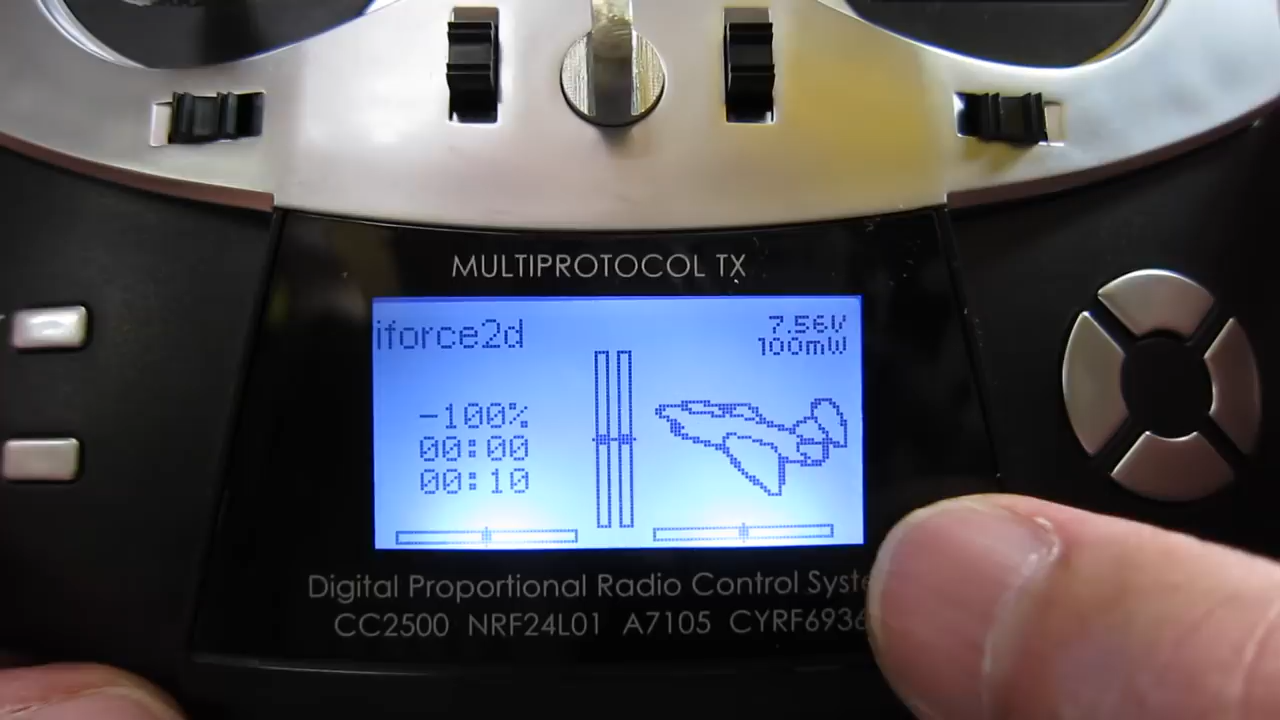 MULTIPROTOCOL TX
iforce2d
7.56V
100mW
-100%
00:00
00:10
Digital Proportional Radio Control Syste
CC2500 NRF24L01 A7105 CYRF6936